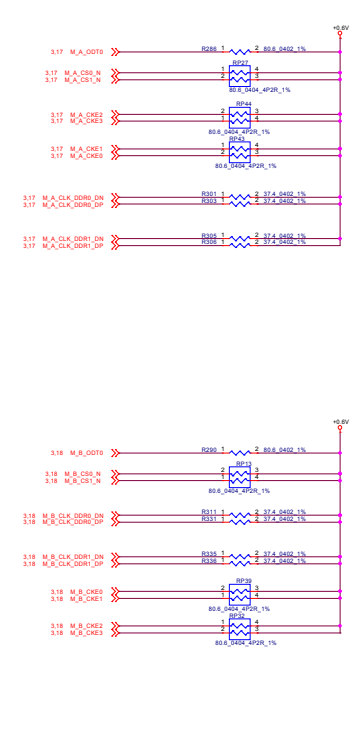 +0.6V
3,17 M_A_ODT0 R286 1 2 80.6_0402_1%
RP27
3,17 M_A_CS0_N 1 4
3,17 M_A_CS1_N 2 3
80.6_0404_4P2R_1%
RP44
3,17 M_A_CKE2 2 3
3,17 M_A_CKE3 1 4
80.6_0404_4P2R_1%
RP43
3,17 M_A_CKE1 1 4
3,17 M_A_CKE0 2 3
80.6_0404_4P2R_1%
3,17 M_A_CLK_DDR0_DN R301 1 2 37.4_0402_1%
3,17 M_A_CLK_DDR0_DP R303 1 2 37.4_0402_1%
3,17 M_A_CLK_DDR1_DN R305 1 2 37.4_0402_1%
3,17 M_A_CLK_DDR1_DP R306 1 2 37.4_0402_1%
+0.6V
3,18 M_B_ODT0 R290 1 2 80.6_0402_1%
RP13
3,18 M_B_CS0_N 2 3
3,18 M_B_CS1_N 1 4
80.6_0404_4P2R_1%
3,18 M_B_CLK_DDR0_DN R311 1 2 37.4_0402_1%
3,18 M_B_CLK_DDR0_DP R331 1 2 37.4_0402_1%
3,18 M_B_CLK_DDR1_DN R335 1 2 37.4_0402_1%
3,18 M_B_CLK_DDR1_DP R336 1 2 37.4_0402_1%
RP39
3,18 M_B_CKE0 2 3
3,18 M_B_CKE1 1 4
80.6_0404_4P2R_1%
RP32
3,18 M_B_CKE2 1 4
3,18 M_B_CKE3 2 3
80.6_0404_4P2R_1%